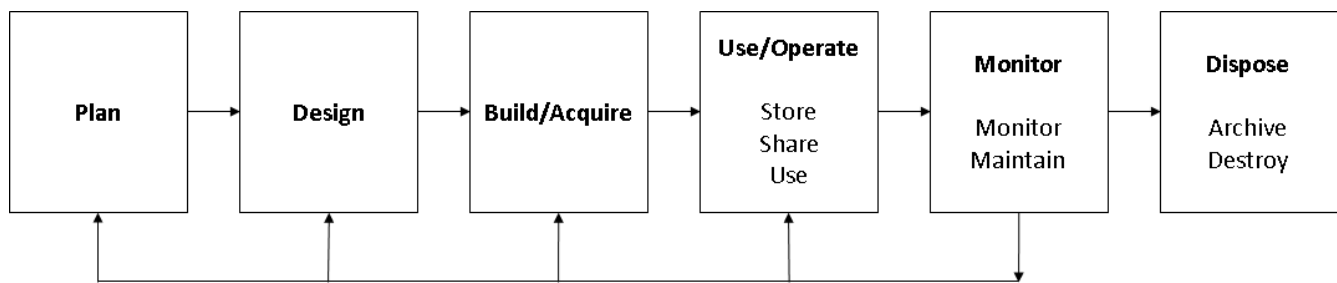 Plan
Design
Build/Acquire
Use/Operate
Store
Share
Use
Monitor
Monitor
Maintain
Dispose
Archive
Destroy